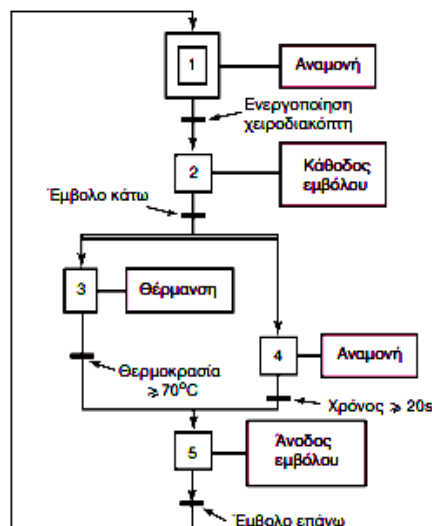 1
Αναμονή
Ενεργοποίηση
χειροδιακόπτη
2
Κάθοδος
εμβόλου
Έμβολο κάτω
3
Θέρμανση
4
Αναμονή
Θερμοκρασία
⩾70°C
Χρόνος ⩾ 20s
5
Άνοδος
εμβόλου
Έμβολο επάνω